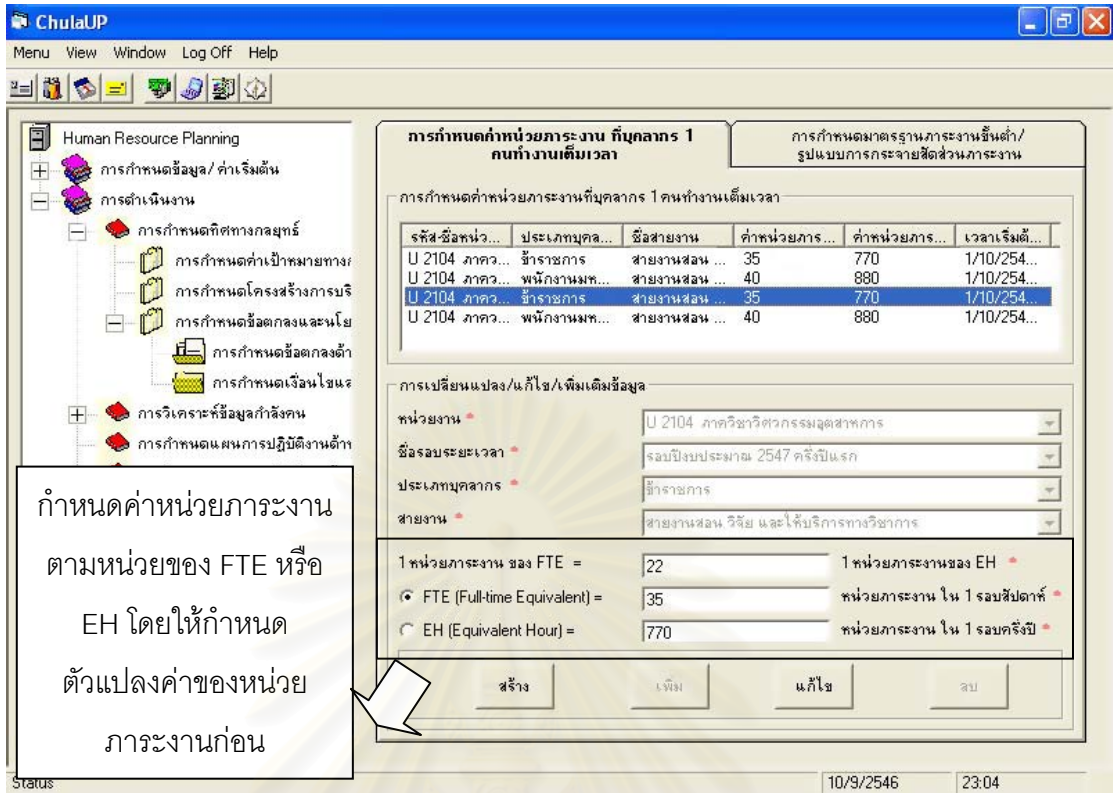 ChulaUP
Menu View Window Log Off Help
Human Resource Planning
การกำหนดข้อมูล/ค่าเริ่มต้น
การดำเนินงาน
การกำหนดทิศทางกลยุทธ์
การกำหนดค่าเป้าหมายทางก
การกำหนดโครงสร้างการบริ
การกำหนดข้อตกลงและนโย
การกำหนดข้อตกลงด้า
การกำหนดเงื่อนไขแล
การวิเคราะห์ข้อมูลกำลังคน
การกำหนดแผนการปฏิบัติงานด้าน
กำหนดค่าหน่วยภาระงาน
ตามหน่วยของ FTE หรือ
EH โดยให้กำหนด
ตัวแปลงค่าของหน่วย
ภาระงานก่อน
การกำหนดค่าหน่วยภาระงาน ที่บุคลากร 1
คนทำงานเต็มเวลา
การกำหนดมาตรฐานภาระงานขั้นต่ำ/
รูปแบบการกระจายสัดส่วนภาระงาน
การกำหนดค่าหน่วยภาระงานที่บุคลากร 1 คนทำงานเต็มเวลา
รหัส-ชื่อหน่ว... ประเภทบุคล... ชื่อสายงาน ค่าหน่วยภาร... ค่าหน่วยภาร... เวลาเริ่มต้...
U 2104 ภาคว... ข้าราชการ สายงานสอน ... 35 770 1/10/254...
U 2104 ภาคว... พนักงานมห... สายงานสอน ... 40 880 1/10/254...
U 2104 ภาคว... ข้าราชการ สายงานสอน ... 35 770 1/10/254...
U 2104 ภาคว... พนักงานมห... สายงานสอน ... 40 880 1/10/254...
การเปลี่ยนแปลง/แก้ไข/เพิ่มเติมข้อมูล
หน่วยงาน * U 2104 ภาควิชาวิศวกรรมอุตสาหการ
ชื่อรอบระยะเวลา * รอบปีงบประมาณ 2547 ครึ่งปีแรก
ประเภทบุคลากร * ข้าราชการ
สายงาน * สายงานสอน วิจัย และให้บริการทางวิชาการ
1 หน่วยภาระงาน ของ FTE = 22 1 หน่วยภาระงานของ EH *
FTE (Full-time Equivalent) = 35 หน่วยภาระงาน ใน 1 รอบสัปดาห์ *
EH (Equivalent Hour) = 770 หน่วยภาระงาน ใน 1 รอบครึ่งปี *
สร้าง เพิ่ม แก้ไข ลบ
Status 10/9/2546 23:04